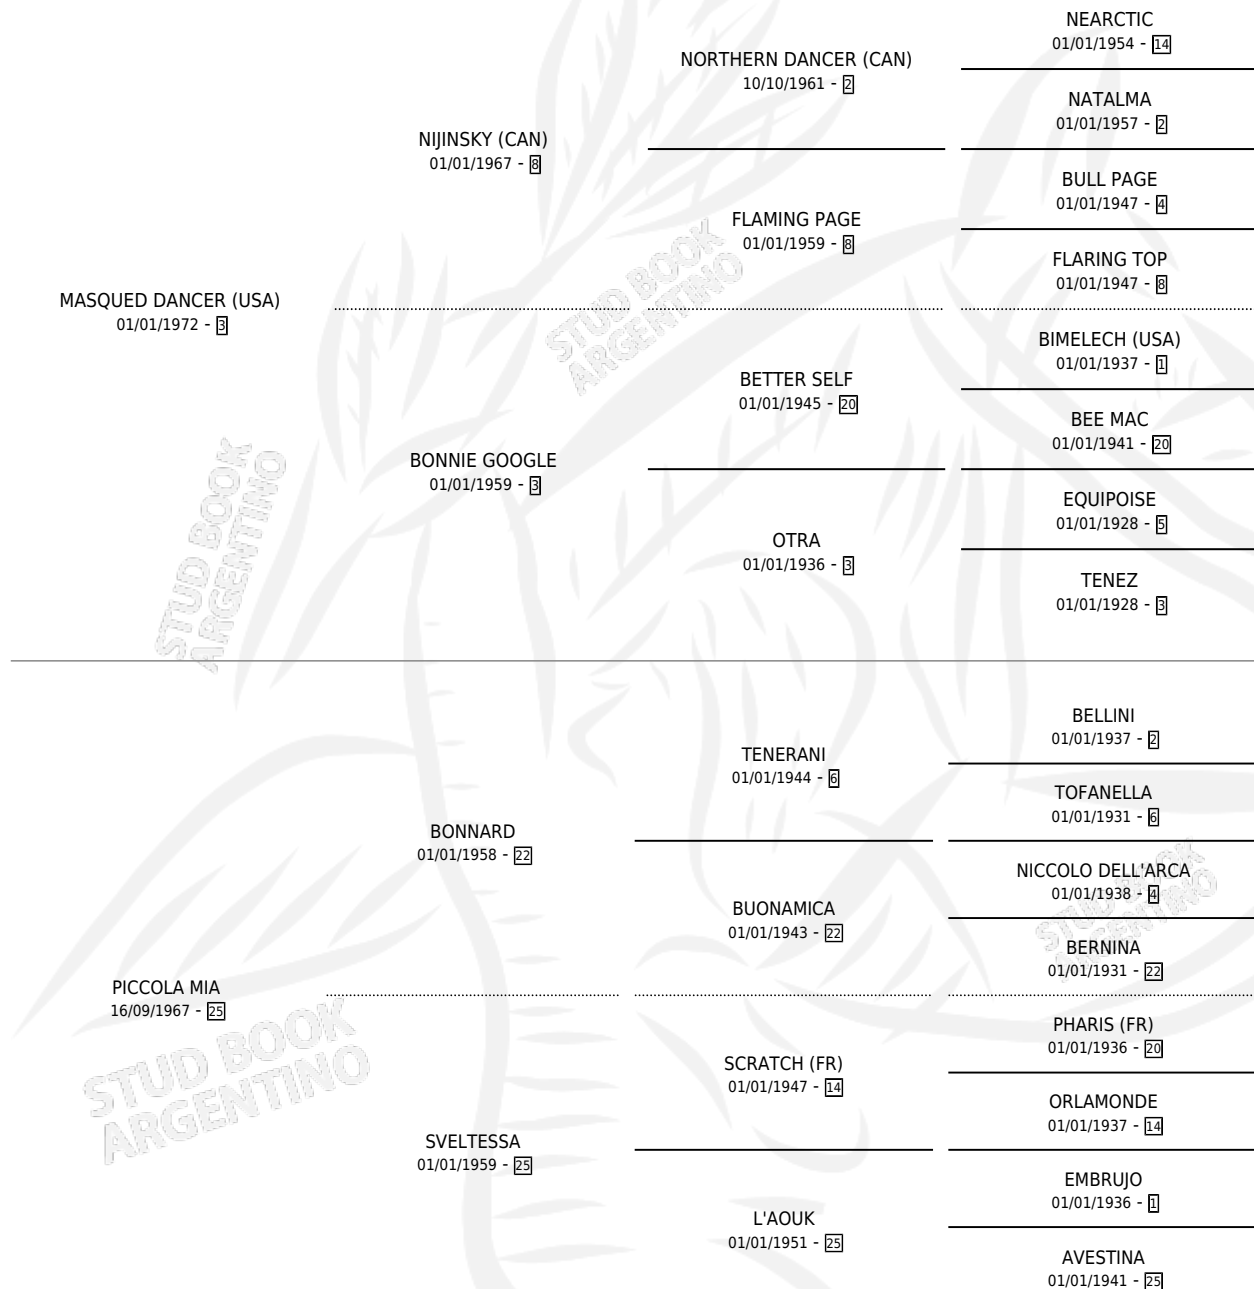 NEARCTIC
01/01/1954 - 14
NORTHERN DANCER (CAN)
10/10/1961 - 2
NATALMA
01/01/1957 - 2
NIJINSKY (CAN)
01/01/1967 - 8
BULL PAGE
01/01/1947 - 4
FLAMING PAGE
01/01/1959 - 8
FLARING TOP
01/01/1947 - 8
MASQUED DANCER (USA)
01/01/1972 - 3
BIMELECH (USA)
01/01/1937 - 1
BETTER SELF
01/01/1945 - 20
BEE MAC
01/01/1941 - 20
BONNIE GOOGLE
01/01/1959 - 3
EQUIPOISE
01/01/1928 - 5
OTRA
01/01/1936 - 3
TENEZ
01/01/1928 - 3
BELLINI
01/01/1937 - 2
TENERANI
01/01/1944 - 6
TOFANELLA
01/01/1931 - 6
BONNARD
01/01/1958 - 22
NICCOLO DELL'ARCA
01/01/1938 - 4
BUONAMICA
01/01/1943 - 22
BERNINA
01/01/1931 - 22
PICCOLA MIA
16/09/1967 - 25
PHARIS (FR)
01/01/1936 - 20
SCRATCH (FR)
01/01/1947 - 14
ORLAMONDE
01/01/1937 - 14
SVELTESSA
01/01/1959 - 25
EMBRUJO
01/01/1936 - 1
L'AOUK
01/01/1951 - 25
AVESTINA
01/01/1941 - 25
STUD BOOK
ARGENTINO
STUD BOOK
ARGENTINO
STUD BOOK
ARGENTINO
STUD BOOK
ARGENTINO